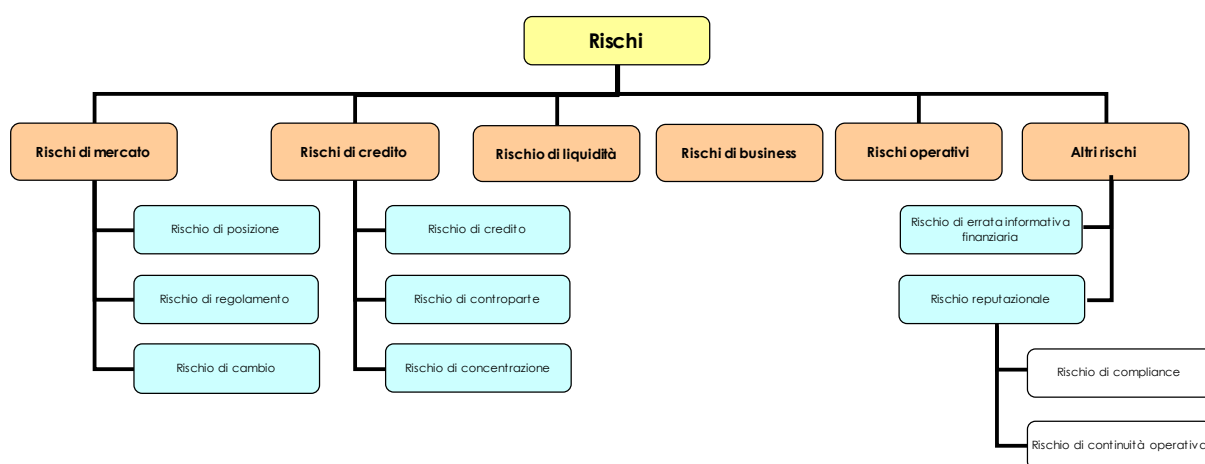 Rischi
Rischi di mercato
Rischi di credito
Rischio di liquidità
Rischi di business
Rischi operativi
Altri rischi
Rischio di posizione
Rischio di credito
Rischio di errata informativa
finanziaria
Rischio di regolamento
Rischio di controparte
Rischio reputazionale
Rischio di cambio
Rischio di concentrazione
Rischio di compliance
Rischio di continuità operativa